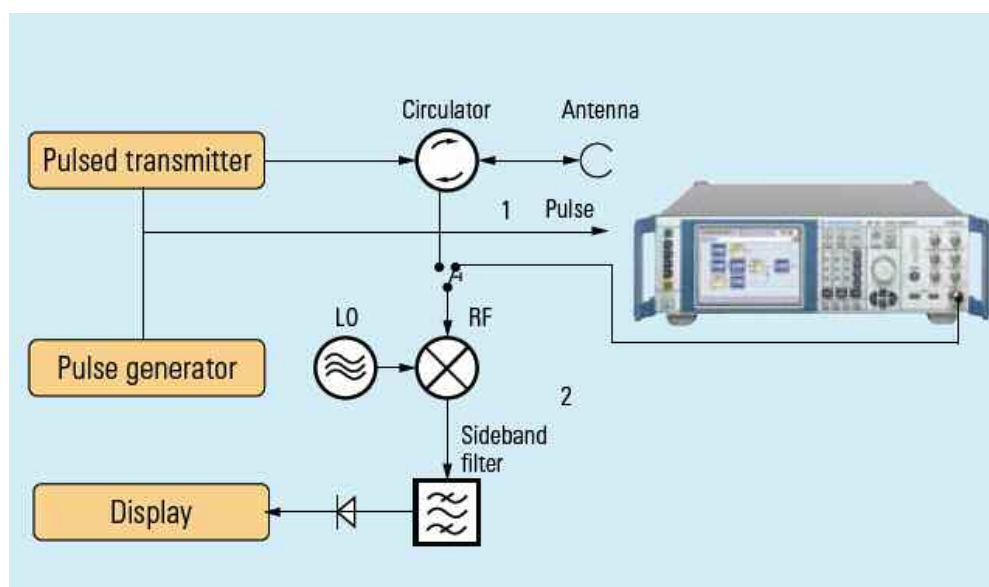 Circulator
Antenna
Pulsed transmitter
1
Pulse
LO
RF
Pulse generator
2
Sideband
filter
Display